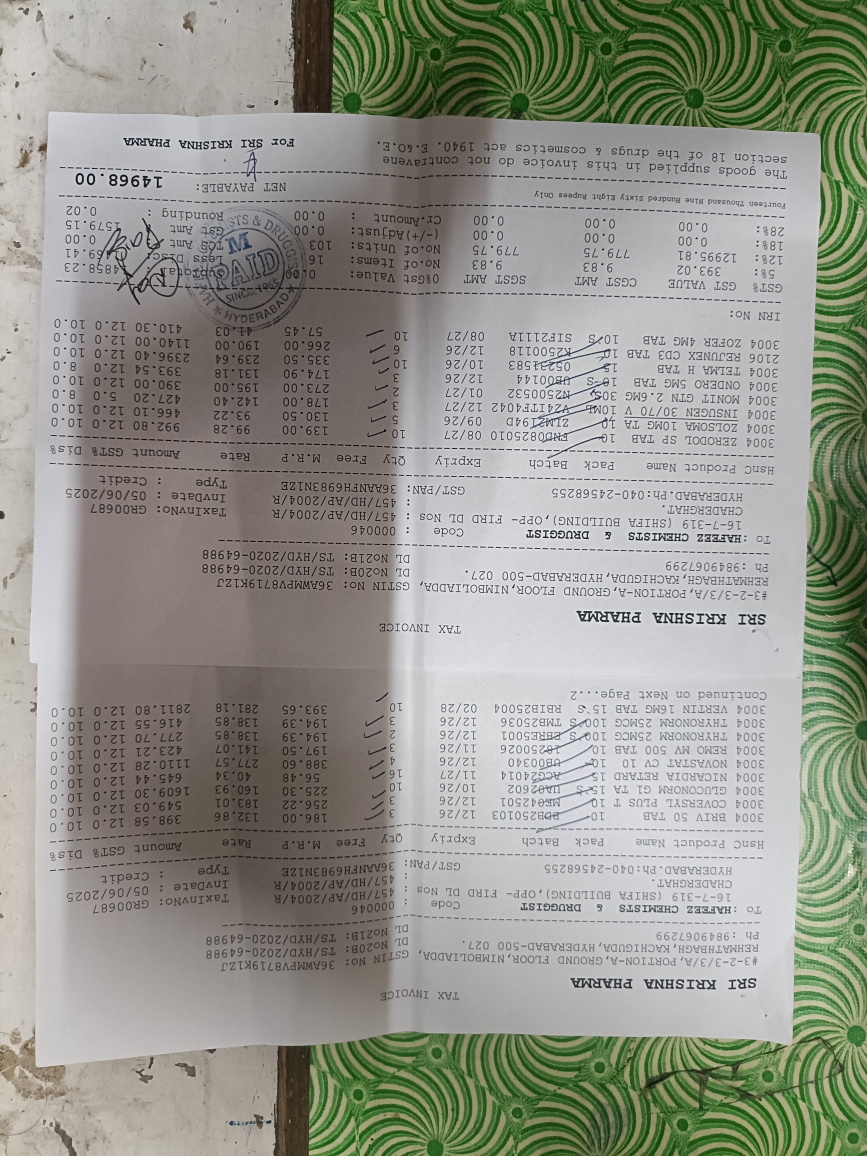 TAX INVOICE
SRI KRISHNA PHARMA
#3-2-3/3/A, PORTION-A, GROUND FLOOR, NIMBOLIADDA, GSTIN No: 36AWMPV8719K1ZJ
REHMATHBAGH, KACHIGUDA, HYDERABAD-500 027. DL No20B: TS/HYD/2020-64988
Ph :9849067299 DL No21B: TS/HYD/2020-64988
To :HAFEEZ CHEMISTS & DRUGGIST Code : 000046 TaxInvNo: GR00687
16-7-319 (SHIFA BUILDING),OPP- FIRD DL Nos : 457/HD/AP/2004/R InvDate : 05/06/2025
CHADERGHAT. : 457/HD/AP/2004/R Type : Credit
HYDERABAD.Ph:040-24568255 GST/PAN: 36AANFH6983N1ZE
HsnC Product Name Pack Batch Expriy Qty Free M.R.P Rate Amount GST% Dis%
3004 BRIV 50 TAB 10 BDB250103 12/26 3 186.00 132.86 398.58 12.0 10.0
3004 COVERSYL PLUS T 10 ME042501 12/26 3 256.22 183.01 549.03 12.0 10.0
3004 GLUCONORM G1 TA 15'S UA02602 10/26 10 225.30 160.93 1609.30 12.0 10.0
3004 NICARDIA RETARD 15 ACG24014 11/27 16 56.48 40.34 645.44 12.0 10.0
3004 NOVASTAT CV 10 10 UB00340 12/26 4 388.60 277.57 1110.28 12.0 10.0
3004 REMO MV 500 TAB 10 18250026 11/26 3 197.50 141.07 423.21 12.0 10.0
3004 THYRONORM 25MCG 100'S EBRE5001 12/26 2 194.39 138.85 277.70 12.0 10.0
3004 THYRONORM 25MCG 100'S TMB25036 12/26 3 194.39 138.85 416.55 12.0 10.0
3004 VERTIN 16MG TAB 15'S RBIB25004 02/28 10 393.65 281.18 2811.80 12.0 10.0
Continued on Next Page...2
TAX INVOICE
SRI KRISHNA PHARMA
#3-2-3/3/A, PORTION-A, GROUND FLOOR, NIMBOLIADDA, GSTIN No: 36AWMPV8719K1ZJ
REHMATHBAGH, KACHIGUDA, HYDERABAD-500 027. DL No20B: TS/HYD/2020-64988
Ph :9849067299 DL No21B: TS/HYD/2020-64988
To :HAFEEZ CHEMISTS & DRUGGIST Code : 000046 TaxInvNo: GR00687
16-7-319 (SHIFA BUILDING),OPP- FIRD DL Nos : 457/HD/AP/2004/R InvDate : 05/06/2025
CHADERGHAT. : 457/HD/AP/2004/R Type : Credit
HYDERABAD.Ph:040-24568255 GST/PAN: 36AANFH6983N1ZE
HsnC Product Name Pack Batch Expriy Qty Free M.R.P Rate Amount GST% Dis%
3004 ZERODOL SP TAB 10 FND0825010 08/27 10 139.00 99.28 992.80 12.0 10.0
3004 ZOLSOMA 10MG TA ZLM2194D 09/26 5 130.50 93.22 466.10 12.0 10.0
3004 INSUGEN 30/70 V 10ML V24ITF4042 12/27 3 178.00 142.40 427.20 5.0 8.0
3004 MONIT GTN 2.6MG 30S N2500532 01/27 2 273.00 195.00 390.00 12.0 10.0
3004 ONDERO 5MG TAB 10'S UB00144 12/26 3 174.90 131.18 393.54 12.0 8.0
3004 TELMA H TAB 15 10/26 10 335.50 239.64 2396.40 12.0 10.0
2106 REJUNEX CD3 TAB 10 K2500118 12/26 6 266.00 190.00 1140.00 12.0 10.0
3004 ZOFER 4MG TAB 10'S SIF2111A 08/27 10 57.45 41.03 410.30 12.0 10.0
IRN No:
GST% GST VALUE CGST AMT SGST AMT 0%Gst Value: 0.00 Subtotal
5%: 393.02 9.83 9.83 No.of Items: 16 Less Disc
12%: 12995.81 779.75 779.75 No.of Units: 103 TCS Amt 0.00
18%: 0.00 0.00 0.00 (-/+)Adjust: 0.00 Gst Amt : 1579.15
28%: 0.00 0.00 0.00 Cr.Amount : 0.00 Rounding : 0.02
Fourteen Thousand Nine Hundred Sixty Eight Rupees Only
NET PAYABLE: 14968.00
The goods supplied in this invoice do not contravene
section 18 of the drugs & cosmetics act 1940. E.&O.E.
For SRI KRISHNA PHARMA
PAID
SINCE 1965
HYDERABAD